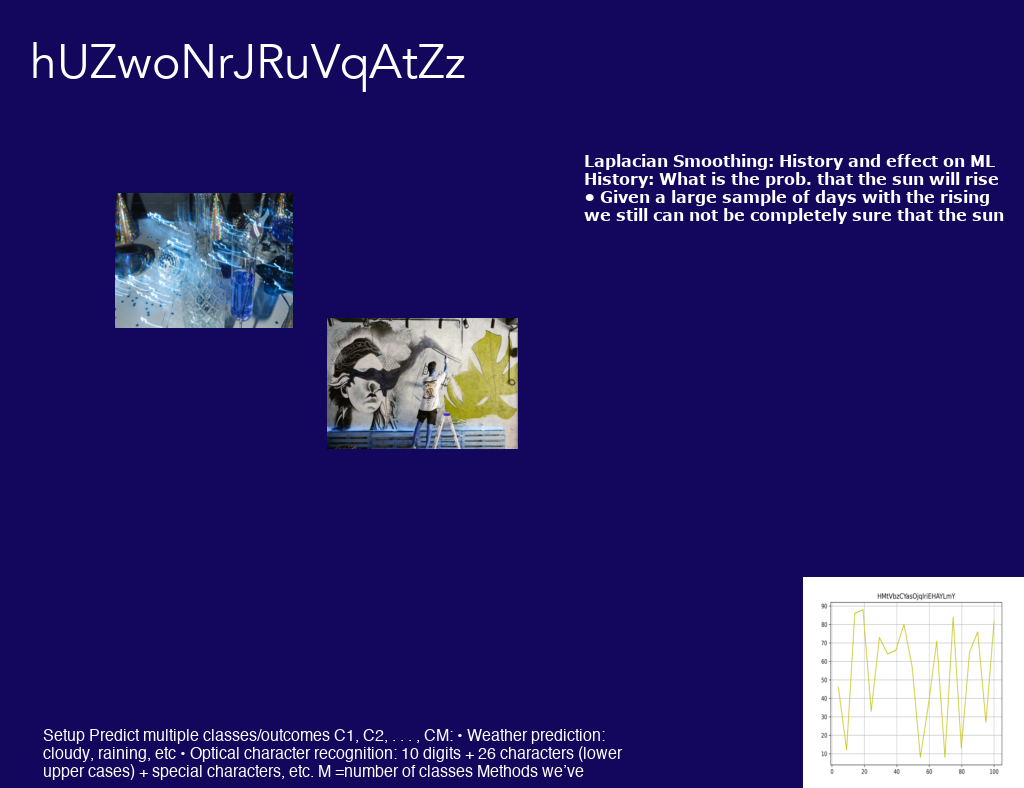 hUZwoNrJRuVqAtZz
Laplacian Smoothing: History and effect on ML
History: What is the prob. that the sun will rise
● Given a large sample of days with the rising
we still can not be completely sure that the sun
HMtVbzCYasOjqIriEHAYLmY
90
80
70
60
50
40
30
20
10
0 20 40 60 80 100
Setup Predict multiple classes/outcomes C1, C2, . . . , CM: • Weather prediction:
cloudy, raining, etc • Optical character recognition: 10 digits + 26 characters (lower
upper cases) + special characters, etc. M =number of classes Methods we’ve